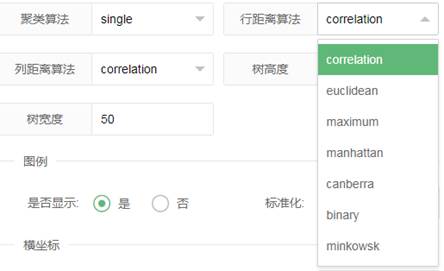 聚类算法 single 行距离算法 correlation
correlation
列距离算法 correlation 树高度
euclidean
树宽度 50 maximum
manhattan
图例
canberra
是否显示: 是 否 标准化:
binary
横坐标 minkowsk